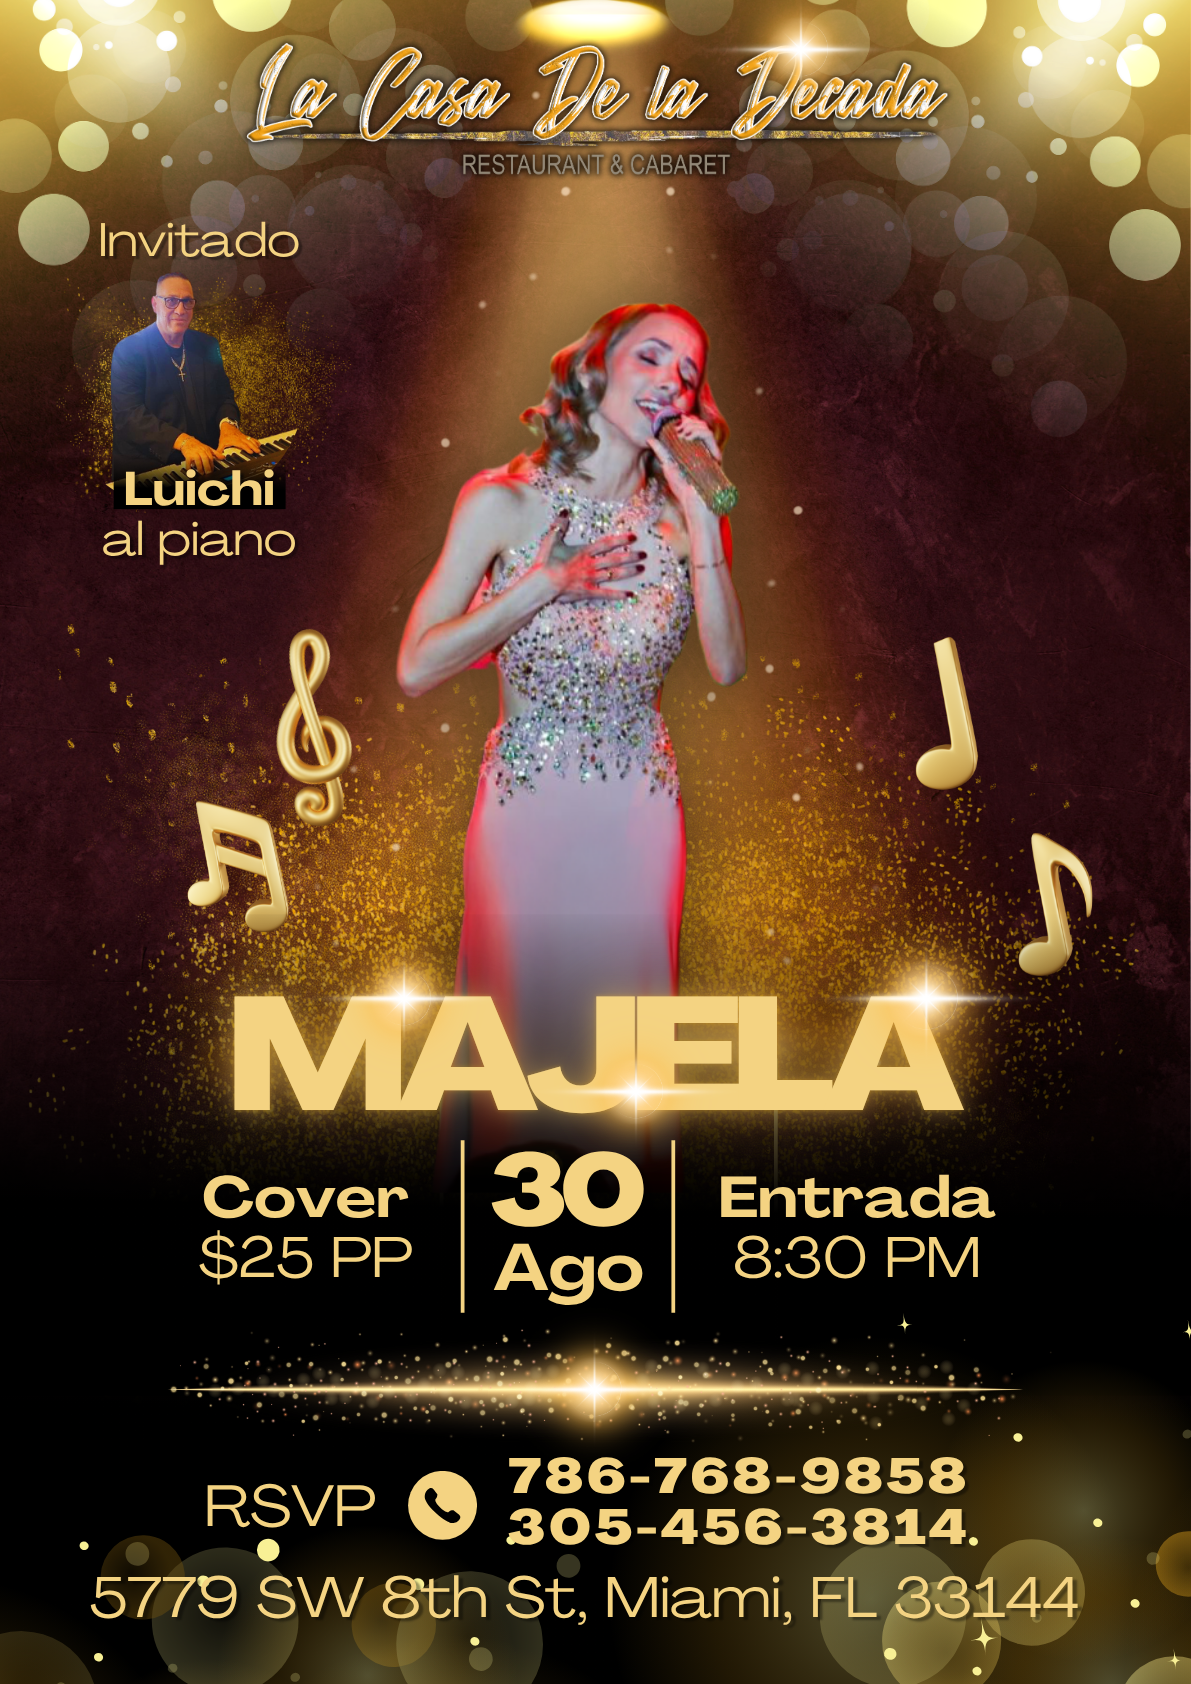 La Casa De la Decada
RESTAURANT & CABARET
Invitado
Luichi
al piano
MAJELA
Cover
$25 PP
30
Ago
Entrada
8:30 PM
RSVP
786-768-9858
305-456-3814
5779 SW 8th St, Miami, FL 33144